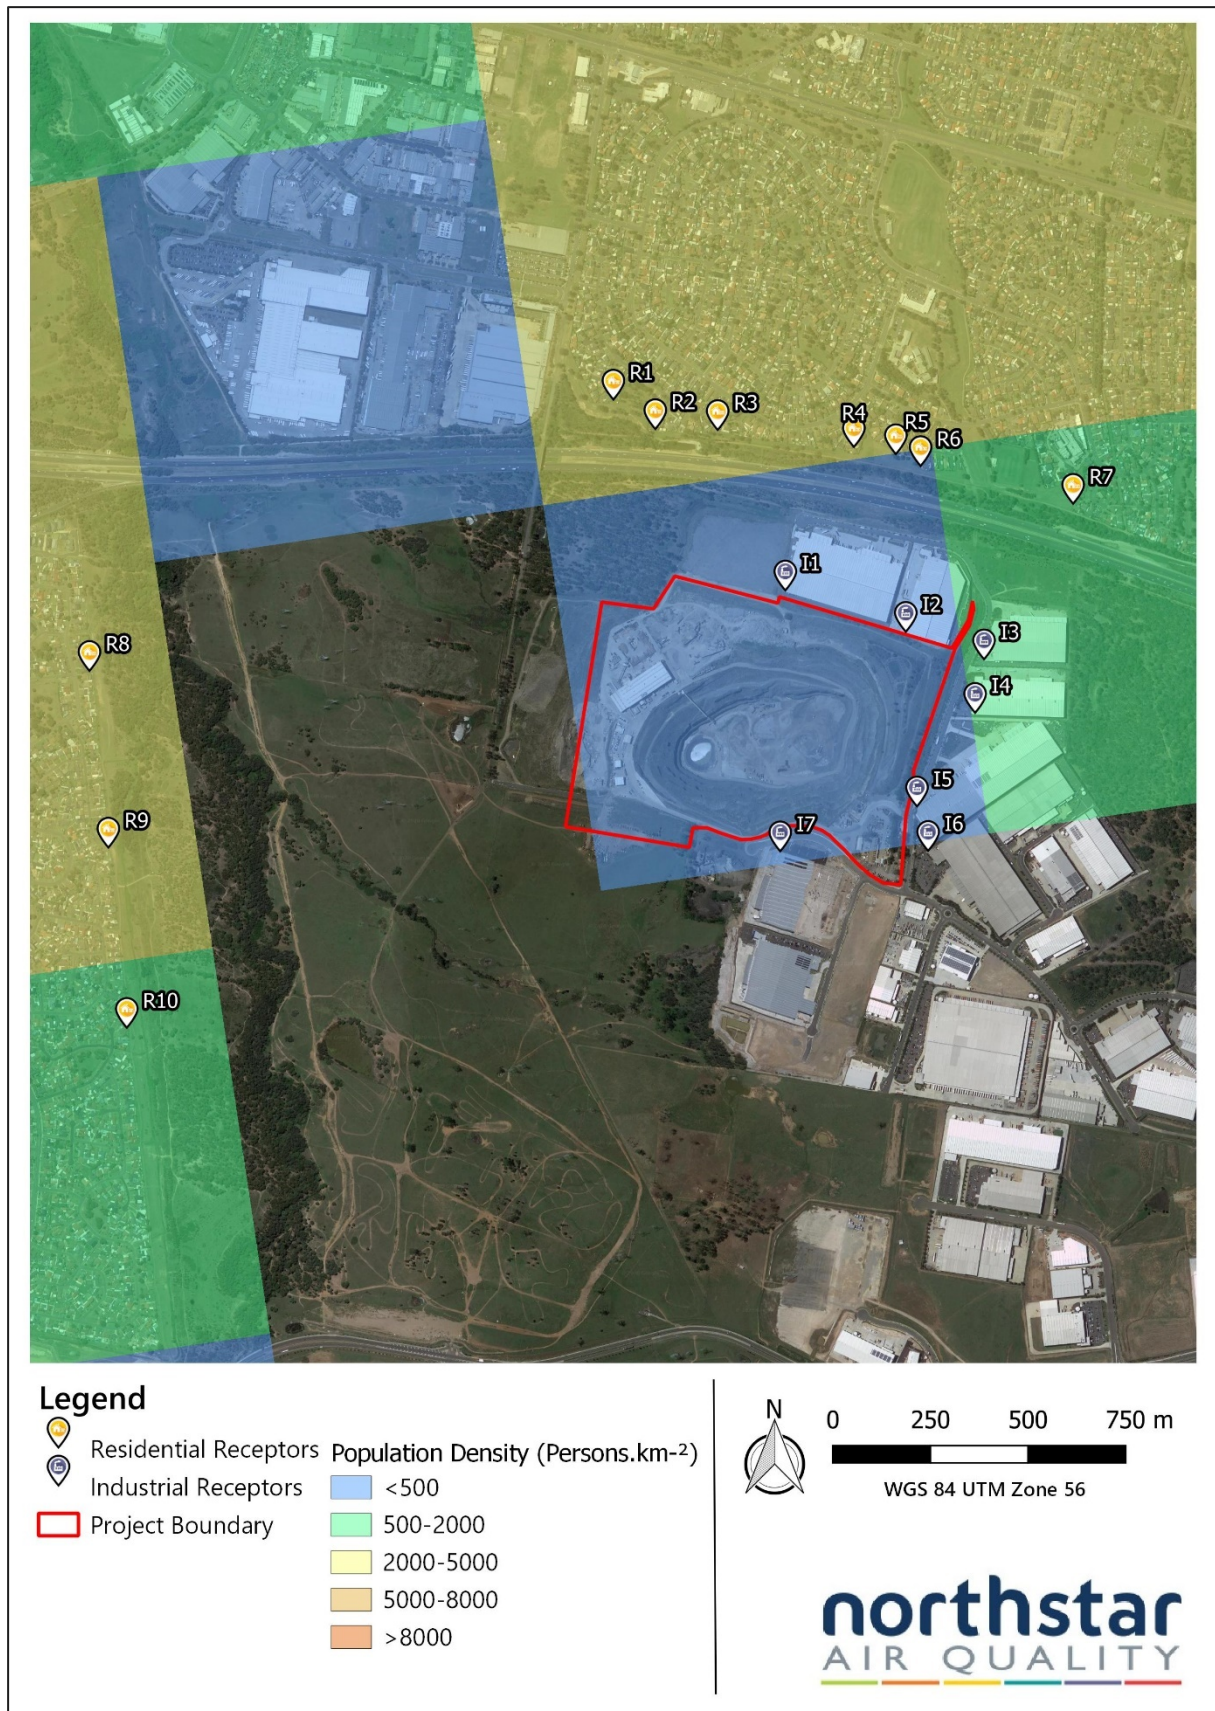 R1
R2
R3
R4
R5
R6
R7
I1
I2
I3
I4
R8
I5
R9
I7
I6
R10
Legend
Residential Receptors
Industrial Receptors
Project Boundary
Population Density (Persons.km-²)
<500
500-2000
2000-5000
5000-8000
>8000
N
0 250 500 750 m
WGS 84 UTM Zone 56
northstar
AIR QUALITY